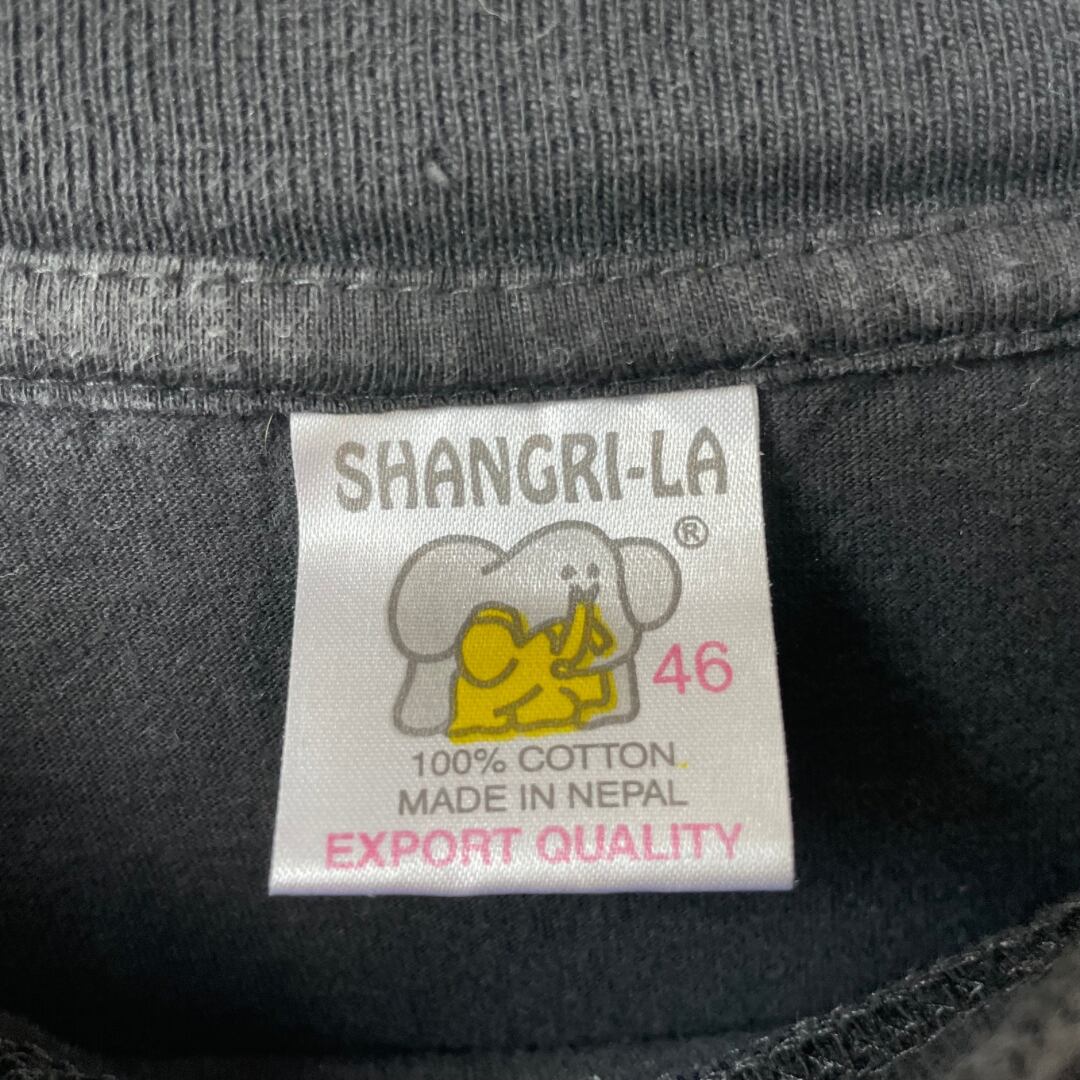 SHANGRI-LA
®
46
100% COTTON
MADE IN NEPAL
EXPORT QUALITY